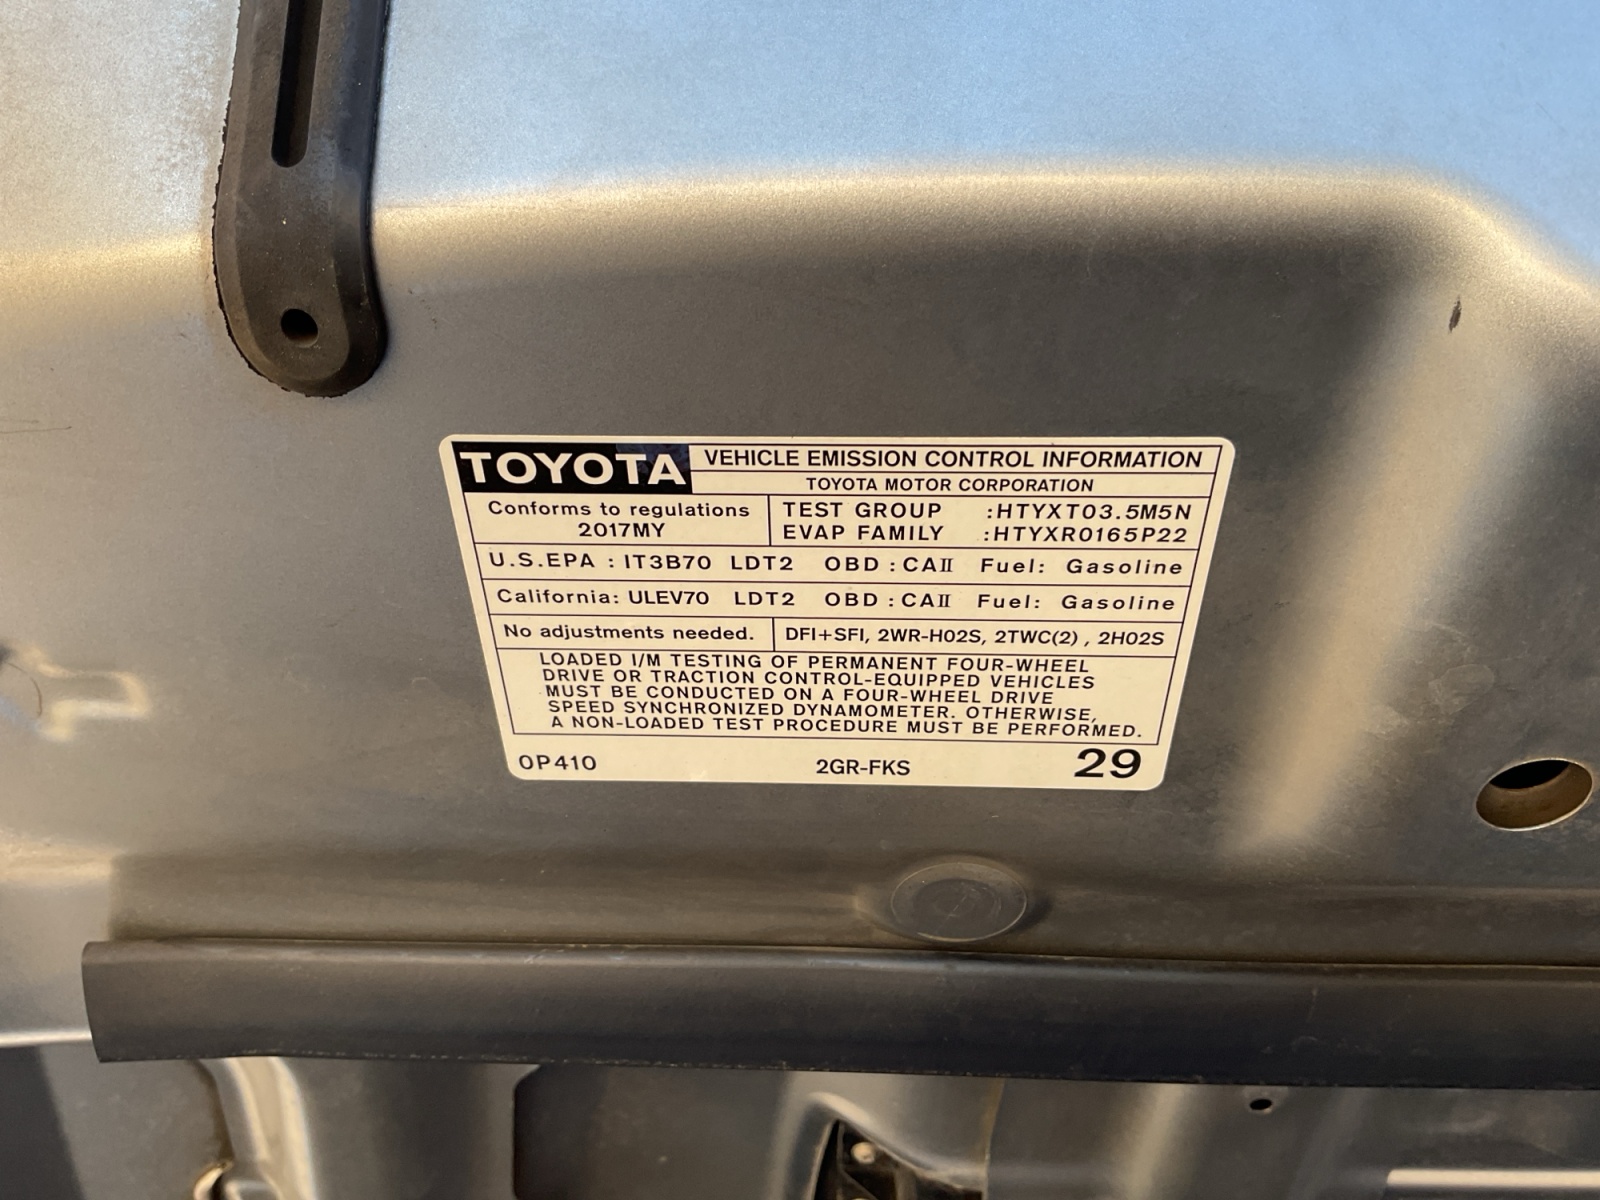 TOYOTA VEHICLE EMISSION CONTROL INFORMATION
TOYOTA MOTOR CORPORATION
Conforms to regulations
2017MY
TEST GROUP :HTYXT03.5M5N
EVAP FAMILY :HTYXR0165P22
U.S.EPA : IT3B70 LDT2 OBD : CAII Fuel: Gasoline
California: ULEV70 LDT2 OBD : CAII Fuel: Gasoline
No adjustments needed. DFI+SFI, 2WR-HO2S, 2TWC(2) , 2HO2S
LOADED I/M TESTING OF PERMANENT FOUR-WHEEL
DRIVE OR TRACTION CONTROL-EQUIPPED VEHICLES
MUST BE CONDUCTED ON A FOUR-WHEEL DRIVE
SPEED SYNCHRONIZED DYNAMOMETER. OTHERWISE,
A NON-LOADED TEST PROCEDURE MUST BE PERFORMED.
0P410 2GR-FKS 29